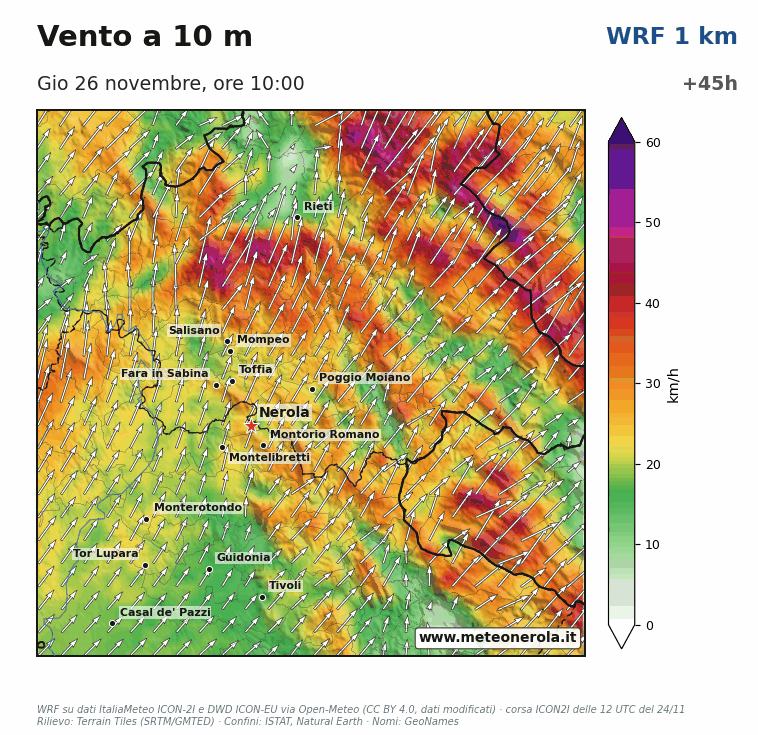 Vento a 10 m
WRF 1 km
Gio 26 novembre, ore 10:00
+45h
Rieti
Salisano
Mompeo
Fara in Sabina
Toffia
Poggio Moiano
Nerola
Montorio Romano
Montelibretti
Monterotondo
Tor Lupara
Guidonia
Tivoli
Casal de' Pazzi
www.meteonerola.it
60
50
40
30
20
10
0
km/h
WRF su dati ItaliaMeteo ICON-2I e DWD ICON-EU via Open-Meteo (CC BY 4.0, dati modificati) · corsa ICON2I delle 12 UTC del 24/11
Rilievo: Terrain Tiles (SRTM/GMTED) · Confini: ISTAT, Natural Earth · Nomi: GeoNames